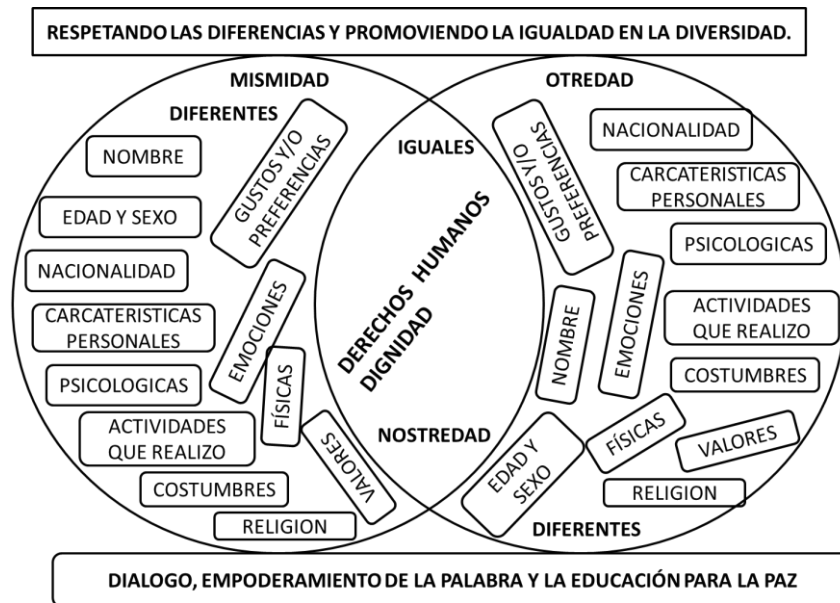 RESPETANDO LAS DIFERENCIAS Y PROMOVIENDO LA IGUALDAD EN LA DIVERSIDAD.
MISMIDAD
DIFERENTES
NOMBRE
GUSTOS Y/O
PREFERENCIAS
EDAD Y SEXO
NACIONALIDAD
CARCATERISTICAS
PERSONALES
EMOCIONES
PSICOLOGICAS
FÍSICAS
ACTIVIDADES
QUE REALIZO
VALORES
COSTUMBRES
RELIGION
IGUALES
DERECHOS HUMANOS
DIGNIDAD
NOSTREDAD
OTREDAD
GUSTOS Y/O
PREFERENCIAS
NACIONALIDAD
CARCATERISTICAS
PERSONALES
PSICOLOGICAS
EMOCIONES
NOMBRE
ACTIVIDADES
QUE REALIZO
COSTUMBRES
FÍSICAS
VALORES
EDAD Y
SEXO
RELIGION
DIFERENTES
DIALOGO, EMPODERAMIENTO DE LA PALABRA Y LA EDUCACIÓN PARA LA PAZ